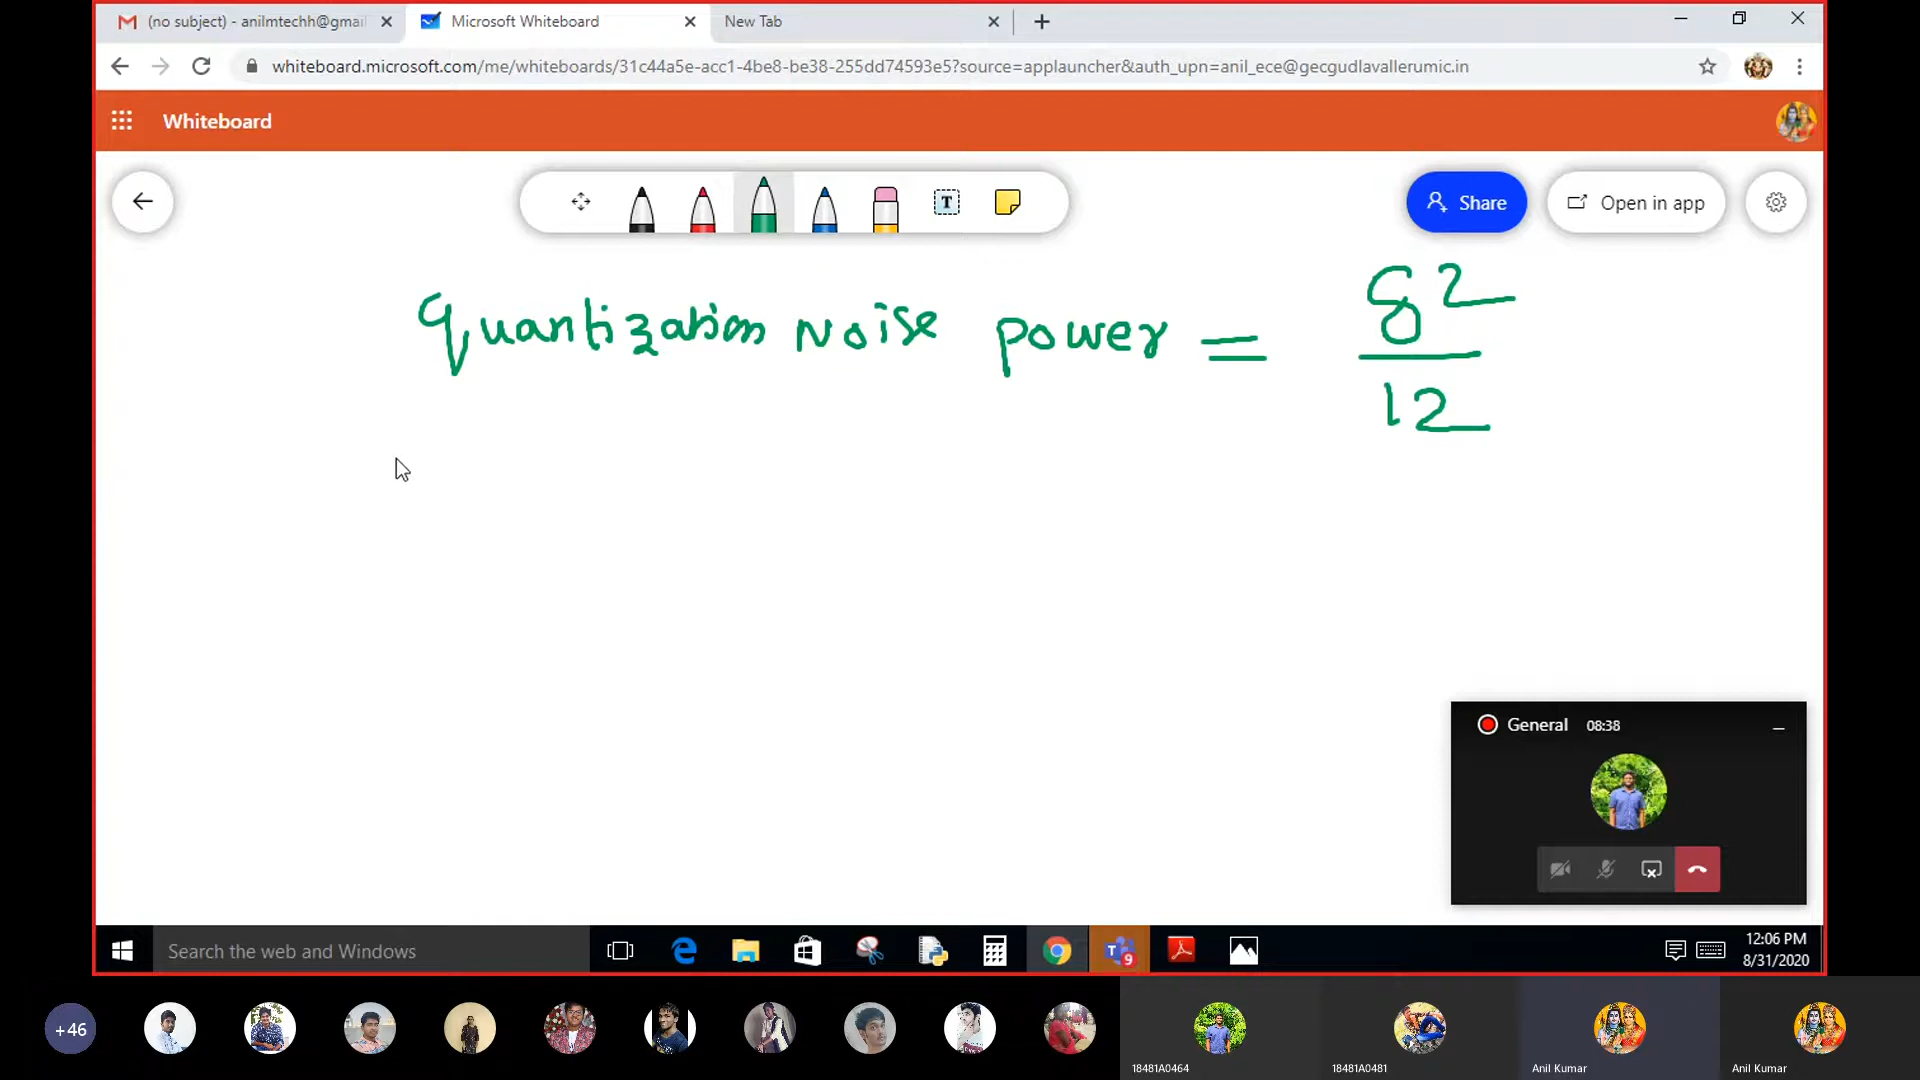 (no subject) - anilmtechh@gmail
Microsoft Whiteboard
New Tab
whiteboard.microsoft.com/me/whiteboards/31c44a5e-acc1-4be8-be38-255dd74593e5?source=applauncher&auth_upn=anil_ece@gecgudlavallerumic.in
Whiteboard
T
Share
Open in app
Quantization Noise power = δ²
12
General 08:38
Search the web and Windows
9
12:06 PM
8/31/2020
+46
18481A0464
18481A0481
Anil Kumar
Anil Kumar